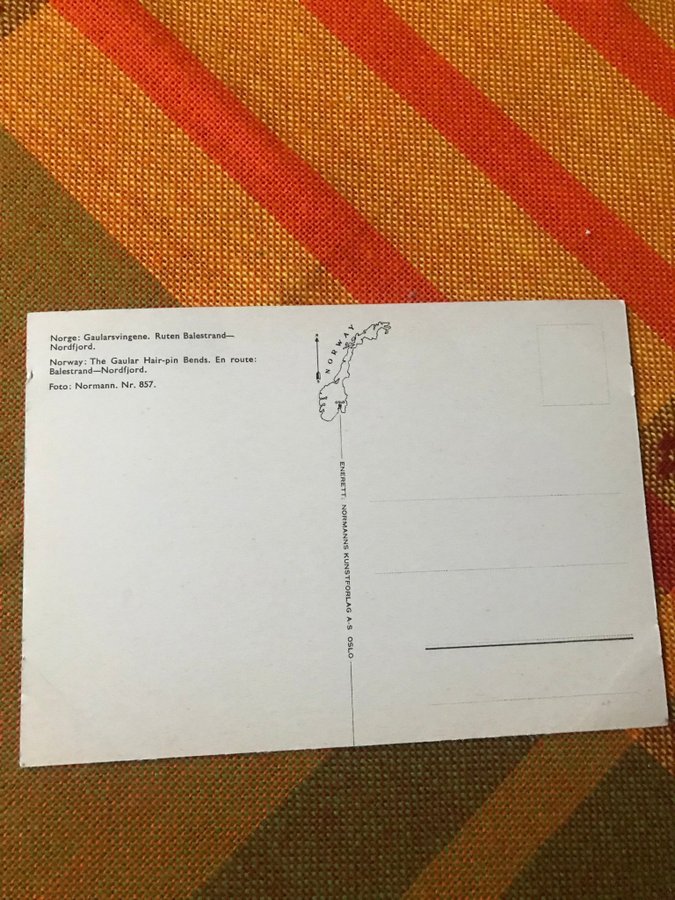 Norge: Gaularsvingene. Ruten Balestrand—
Nordfjord.
Norway: The Gaular Hair-pin Bends. En route:
Balestrand—Nordfjord.
Foto: Normann. Nr. 857.
NORWAY
ENERETT: NORMANNS KUNSTFORLAG A-S OSLO